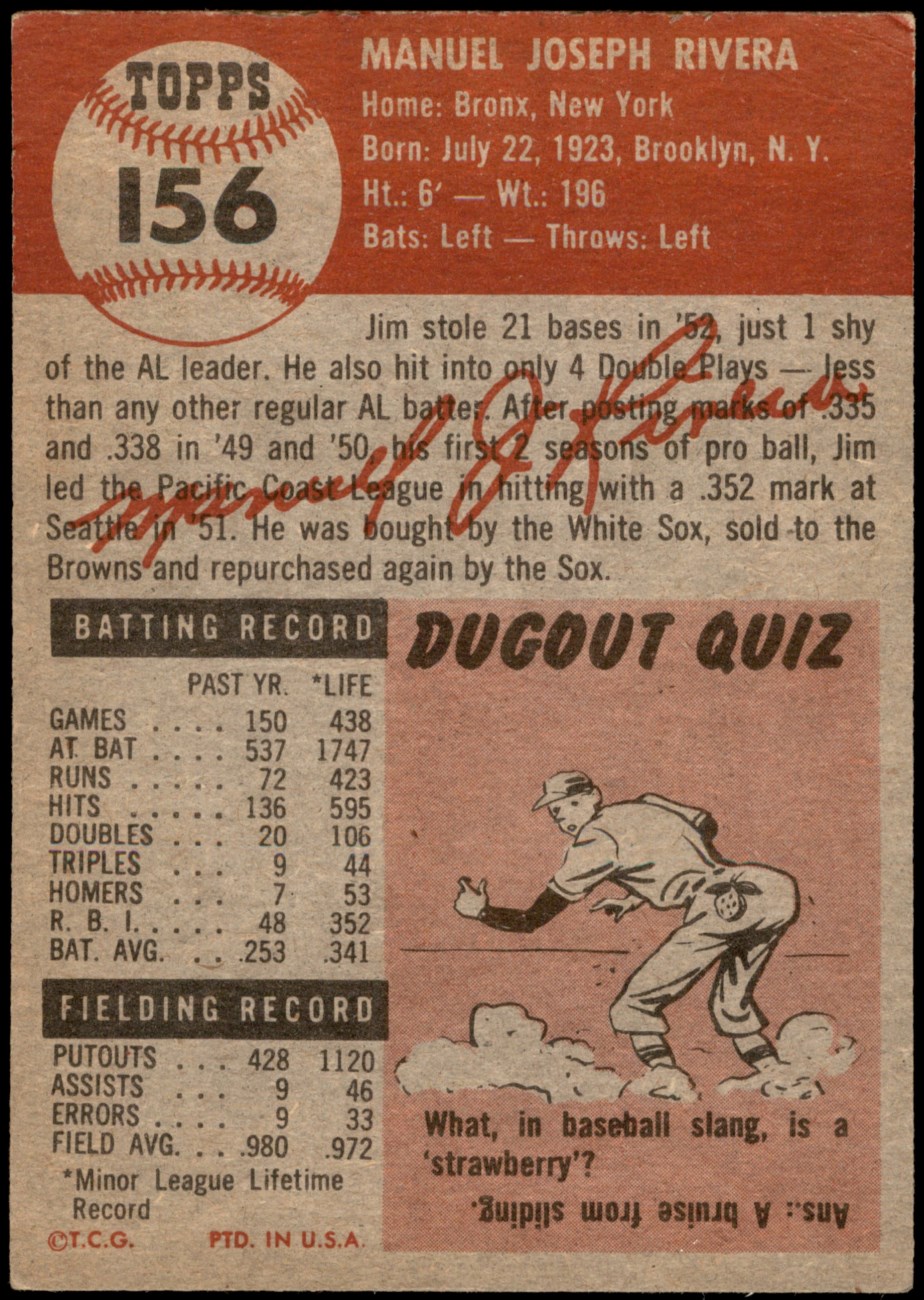 TOPPS
156
MANUEL JOSEPH RIVERA
Home: Bronx, New York
Born: July 22, 1923, Brooklyn, N. Y.
Ht.: 6′ — Wt.: 196
Bats: Left — Throws: Left
Jim stole 21 bases in '52, just 1 shy
of the AL leader. He also hit into only 4 Double Plays — less
than any other regular AL batter. After posting marks of .335
and .338 in '49 and '50, his first 2 seasons of pro ball, Jim
led the Pacific Coast League in hitting with a .352 mark at
Seattle in '51. He was bought by the White Sox, sold to the
Browns and repurchased again by the Sox.
Manuel J Rivera
BATTING RECORD
PAST YR. *LIFE
GAMES . . . . 150 438
AT BAT . . . . 537 1747
RUNS . . . . . 72 423
HITS . . . . . 136 595
DOUBLES . . . 20 106
TRIPLES . . . 9 44
HOMERS . . . 7 53
R. B. I. . . . . 48 352
BAT. AVG. . . .253 .341
FIELDING RECORD
PUTOUTS . . . 428 1120
ASSISTS . . . 9 46
ERRORS . . . . 9 33
FIELD AVG. . . .980 .972
*Minor League Lifetime
Record
©T.C.G. PTD. IN U.S.A.
DUGOUT QUIZ
What, in baseball slang, is a
'strawberry'?
Ans.: A bruise from sliding.